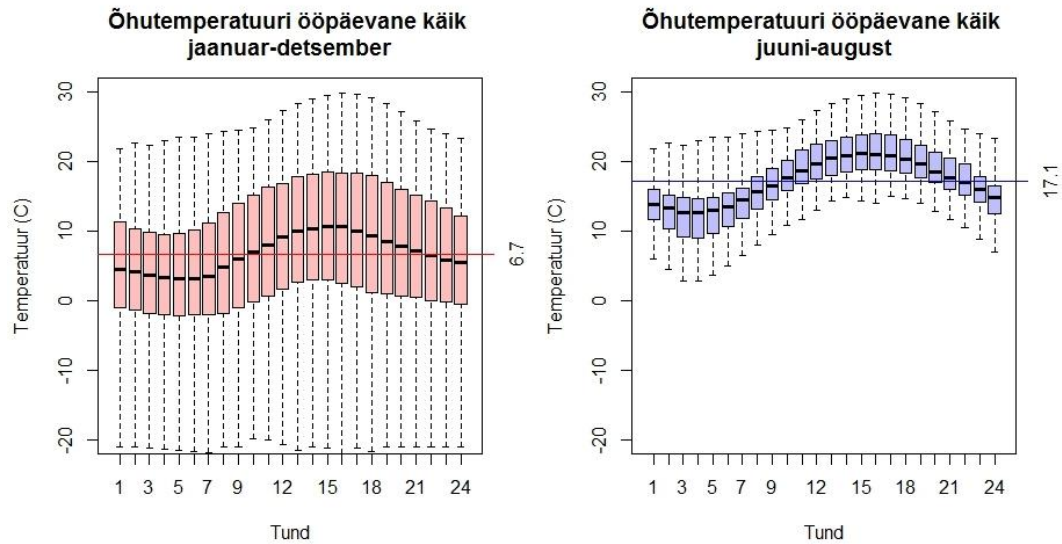 Õhutemperatuuri ööpäevane käik
jaanuar-detsember
Temperatuur (C)
30
20
10
0
-10
-20
6.7
1 3 5 7 9 12 15 18 21 24
Tund
Õhutemperatuuri ööpäevane käik
juuni-august
Temperatuur (C)
30
20
10
0
-10
-20
17.1
1 3 5 7 9 12 15 18 21 24
Tund